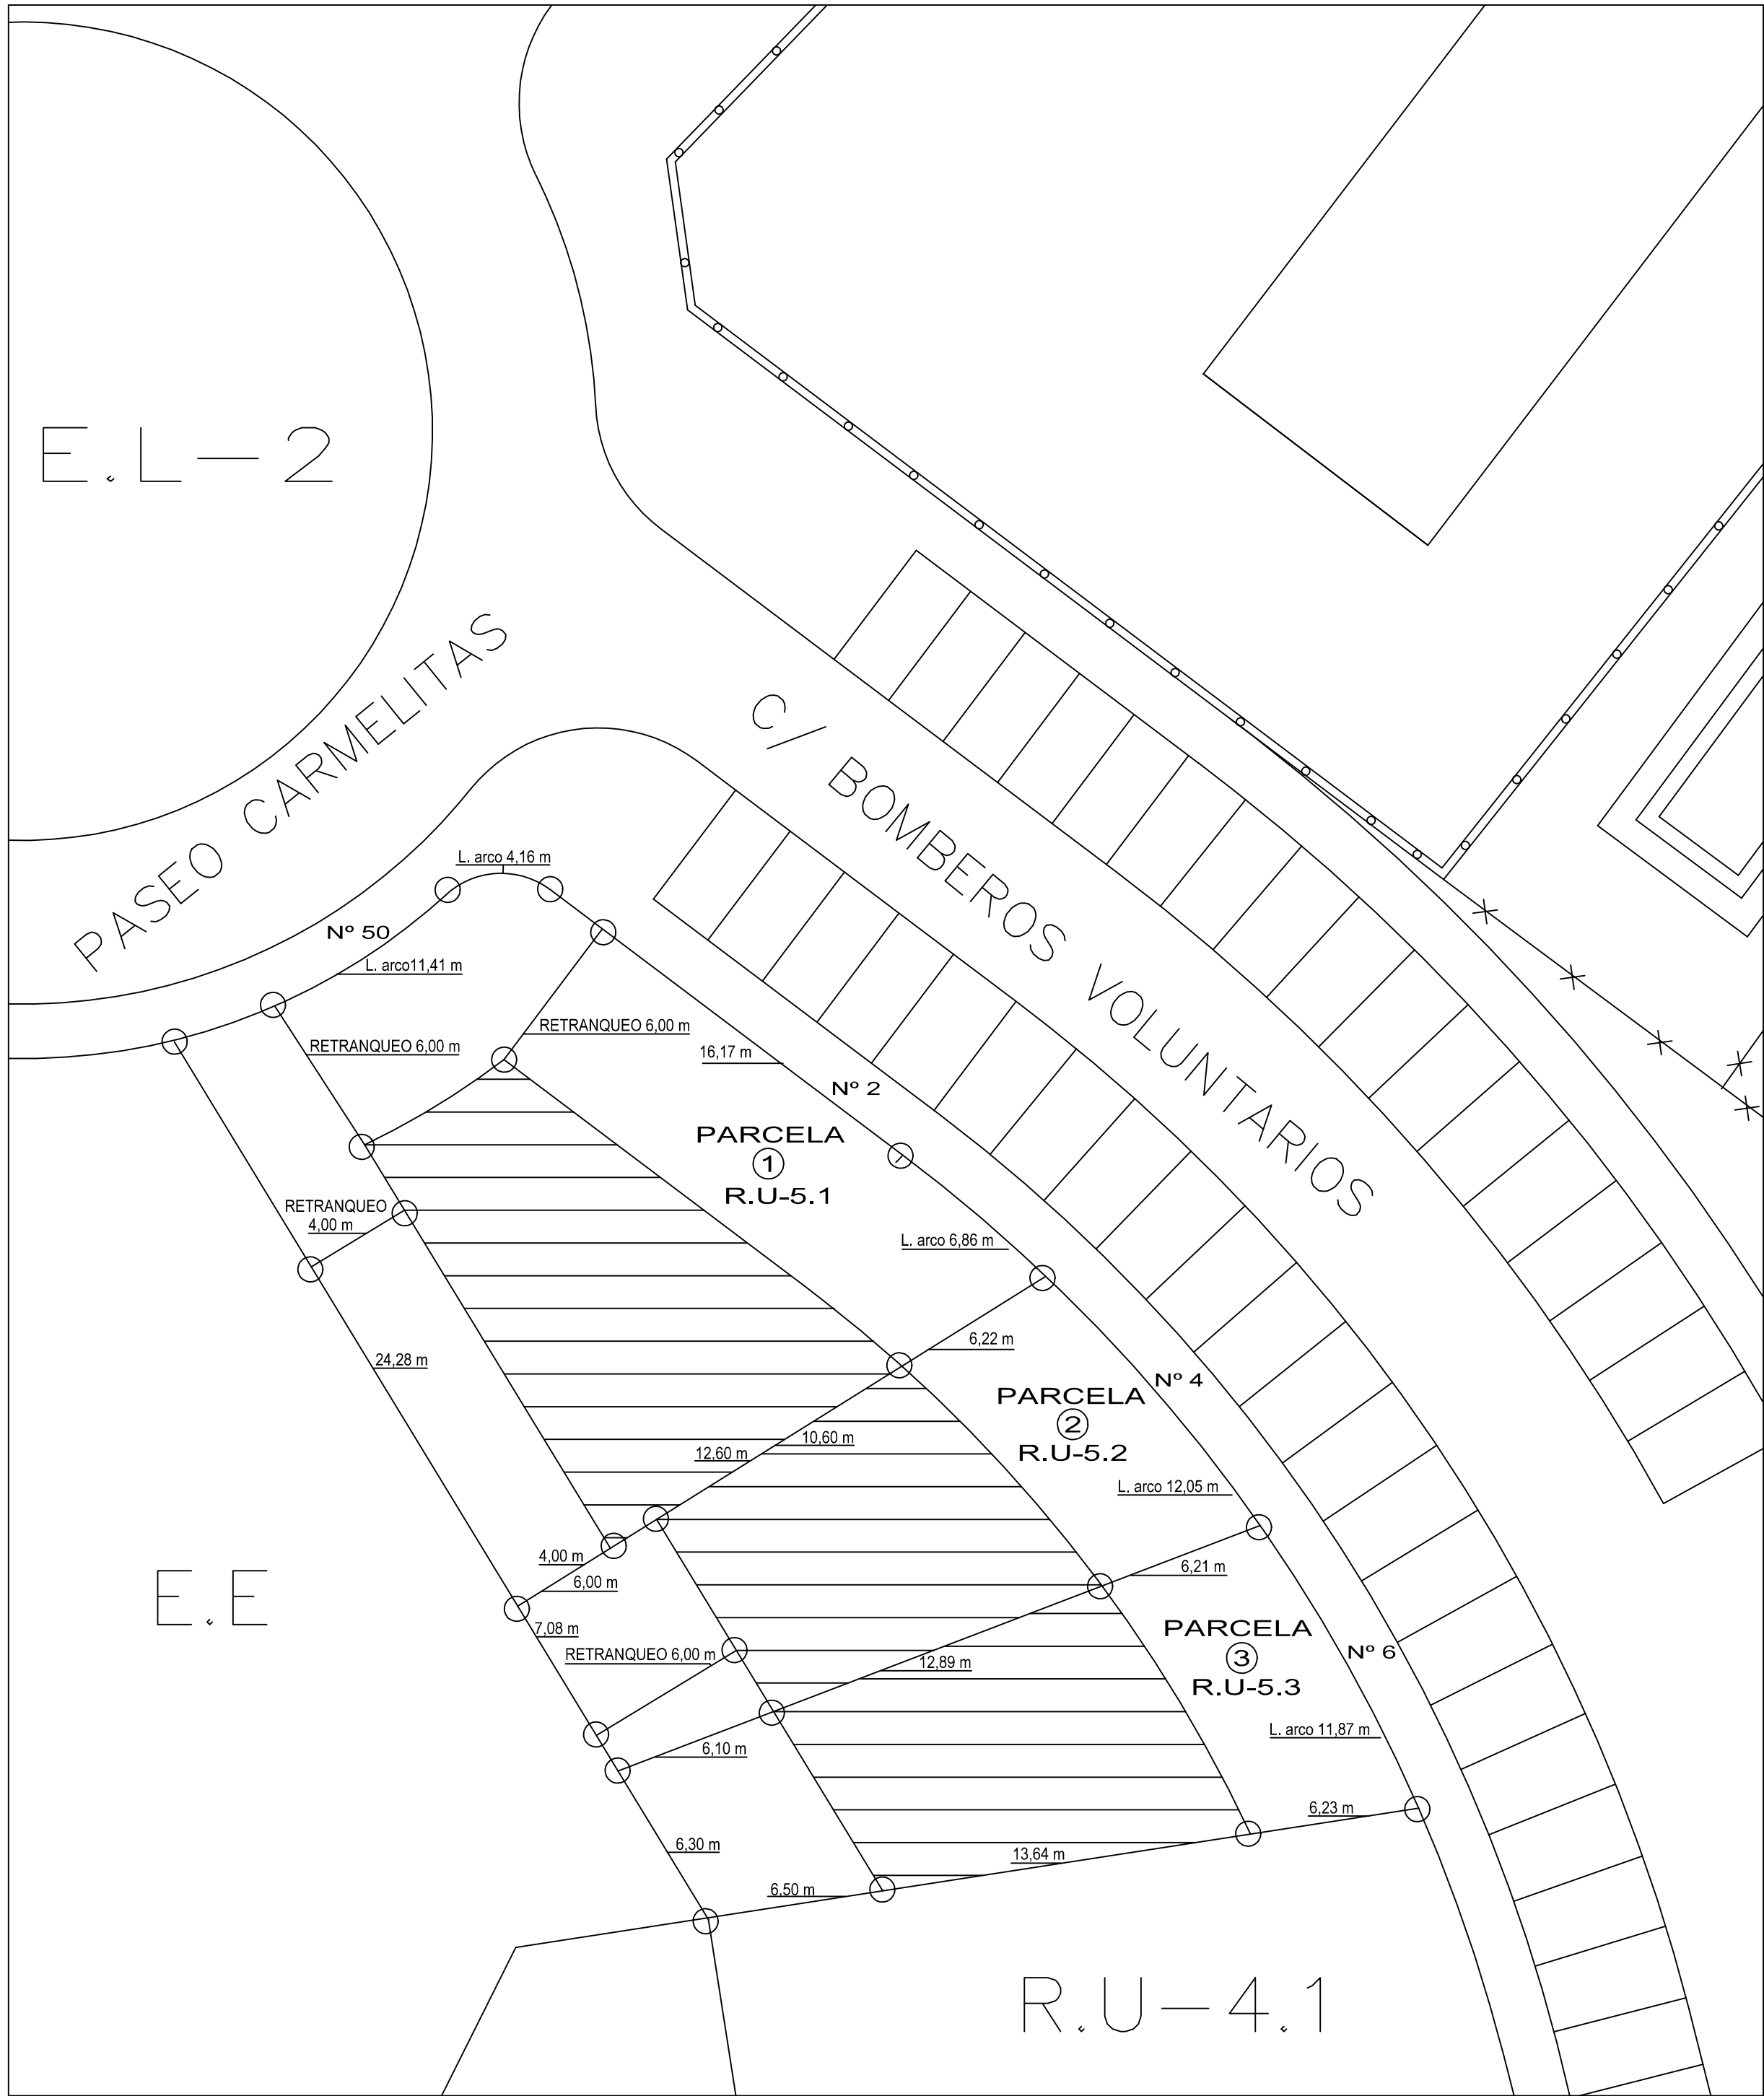 E.L-2
PASEO CARMELITAS
C/ BOMBEROS VOLUNTARIOS
L. arco 4,16 m
Nº 50
L. arco11,41 m
RETRANQUEO 6,00 m
RETRANQUEO 6,00 m
16,17 m
Nº 2
PARCELA
1
R.U-5.1
RETRANQUEO
4,00 m
L. arco 6,86 m
24,28 m
6,22 m
Nº 4
PARCELA
2
R.U-5.2
10,60 m
12,60 m
L. arco 12,05 m
4,00 m
6,00 m
6,21 m
E.E
7,08 m
RETRANQUEO 6,00 m
12,89 m
PARCELA
3
R.U-5.3
Nº 6
L. arco 11,87 m
6,10 m
6,23 m
6,30 m
13,64 m
6,50 m
R.U-4.1